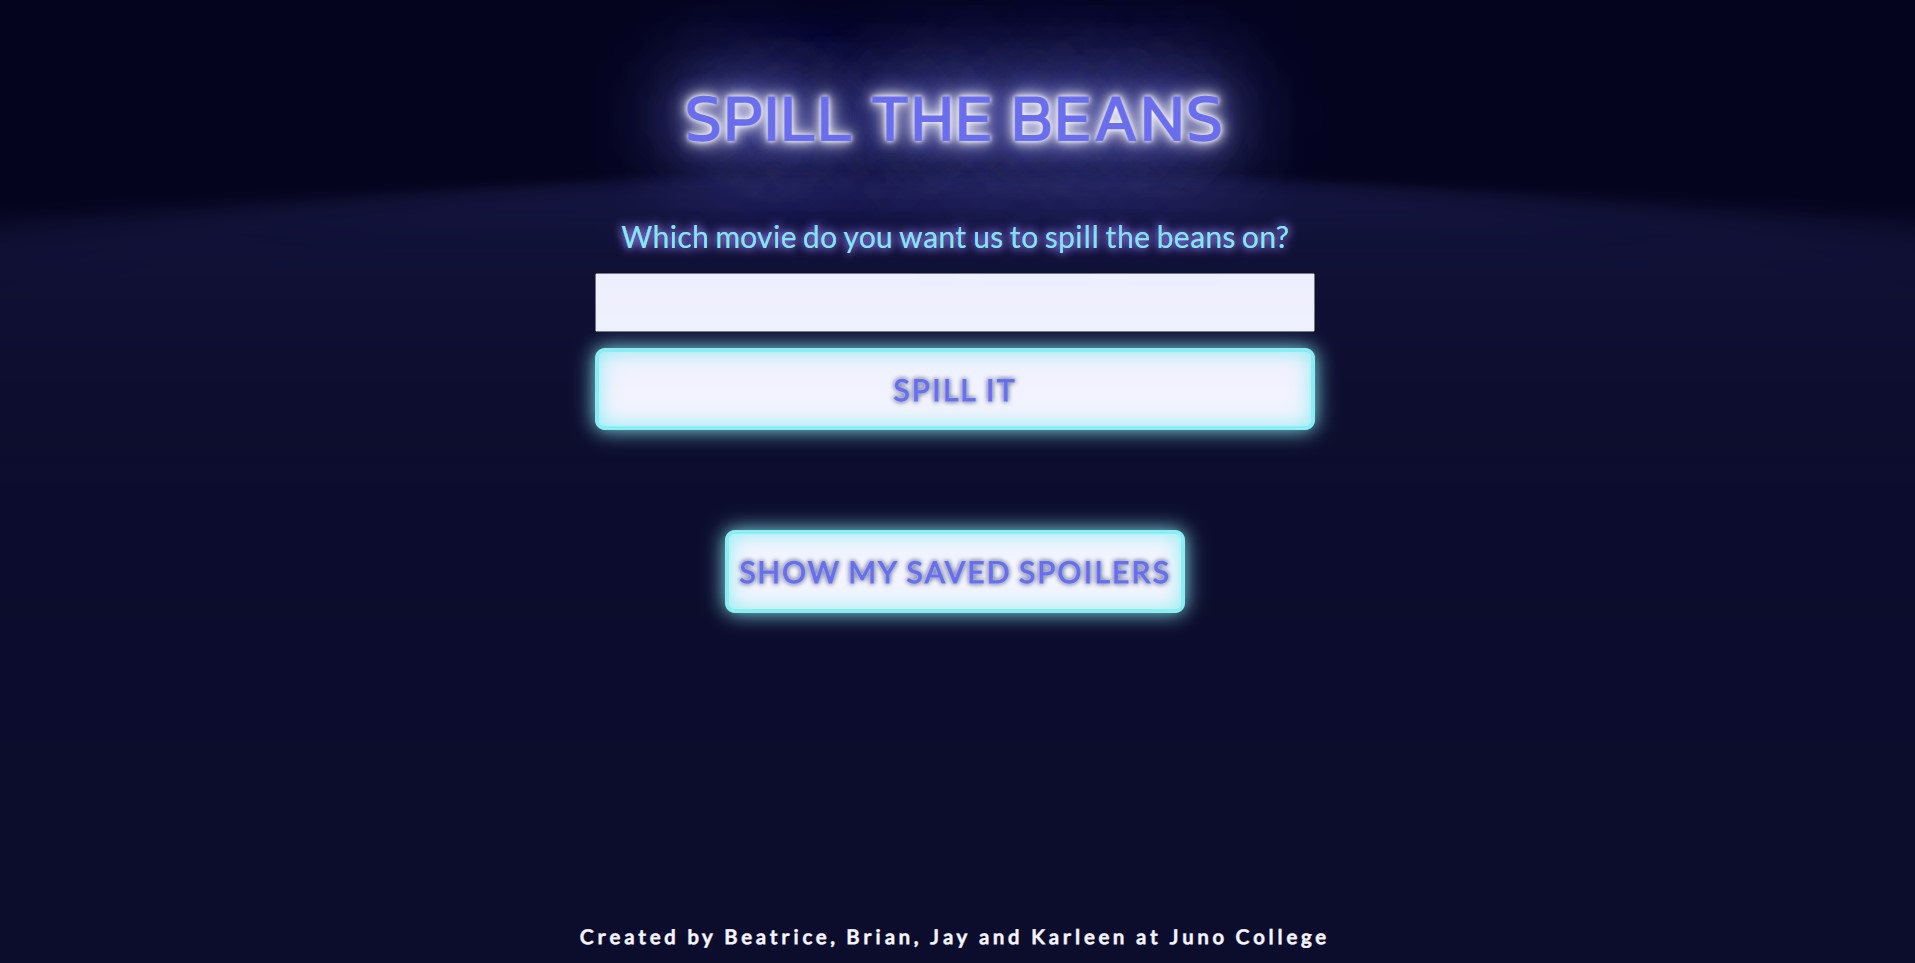 SPILL THE BEANS
Which movie do you want us to spill the beans on?
SPILL IT
SHOW MY SAVED SPOILERS
Created by Beatrice, Brian, Jay and Karleen at Juno College